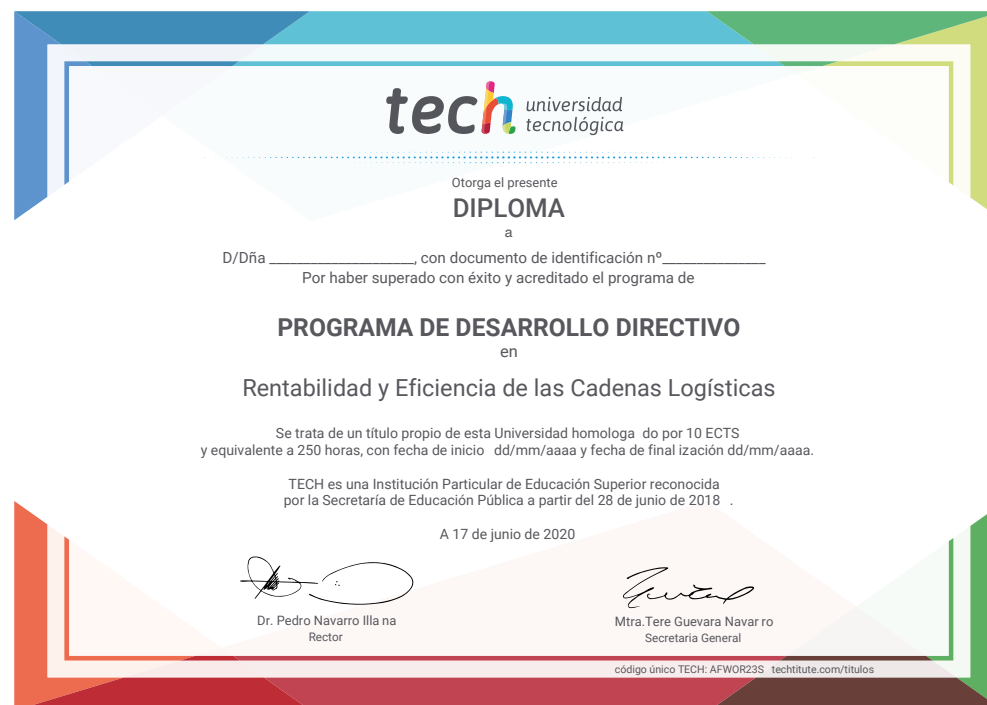 tech universidad
tecnológica
Otorga el presente
DIPLOMA
a
D/Dña ______________________, con documento de identificación nº________________
Por haber superado con éxito y acreditado el programa de
PROGRAMA DE DESARROLLO DIRECTIVO
en
Rentabilidad y Eficiencia de las Cadenas Logísticas
Se trata de un título propio de esta Universidad homologa do por 10 ECTS
y equivalente a 250 horas, con fecha de inicio dd/mm/aaaa y fecha de final ización dd/mm/aaaa.
TECH es una Institución Particular de Educación Superior reconocida
por la Secretaría de Educación Pública a partir del 28 de junio de 2018 .
A 17 de junio de 2020
Dr. Pedro Navarro Illa na
Rector
Mtra.Tere Guevara Navar ro
Secretaria General
código único TECH: AFWOR23S techtitute.com/titulos